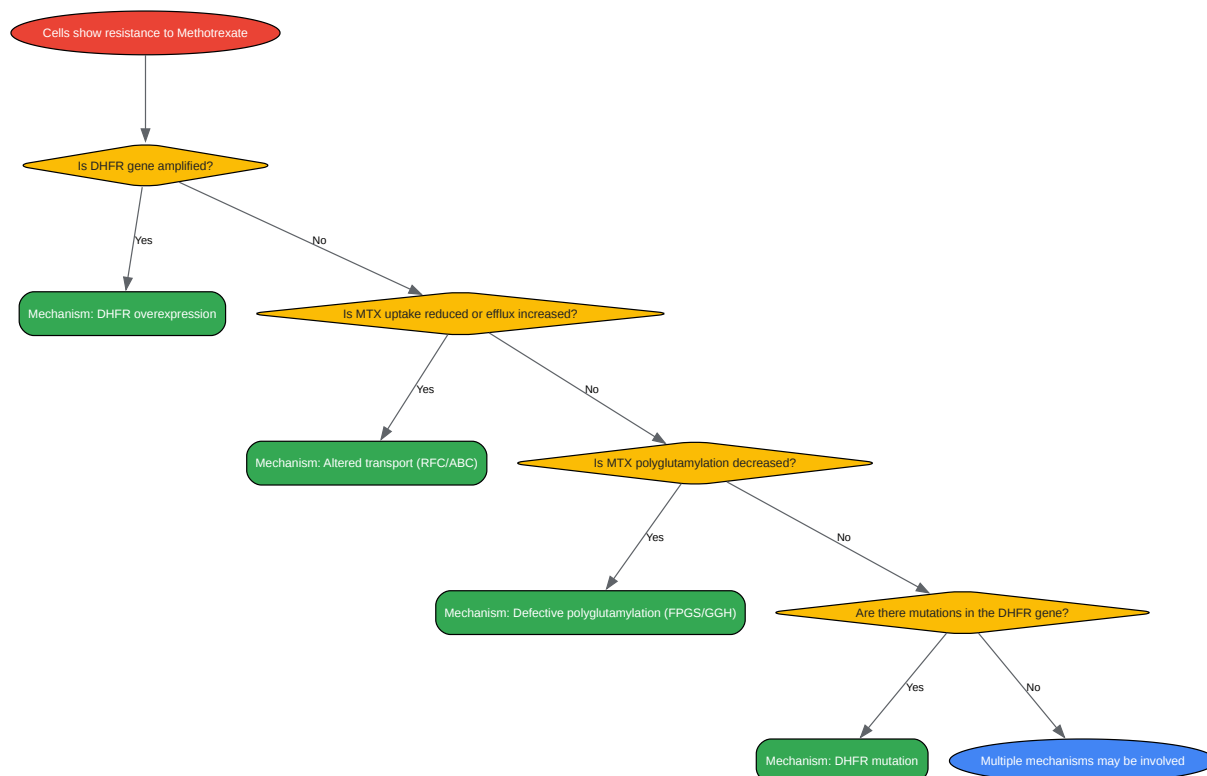 Cells show resistance to Methotrexate
Is DHFR gene amplified?
Yes
No
Mechanism: DHFR overexpression
Is MTX uptake reduced or efflux increased?
Yes
No
Mechanism: Altered transport (RFC/ABC)
Is MTX polyglutamylation decreased?
Yes
No
Mechanism: Defective polyglutamylation (FPGS/GGH)
Are there mutations in the DHFR gene?
Yes
No
Mechanism: DHFR mutation
Multiple mechanisms may be involved